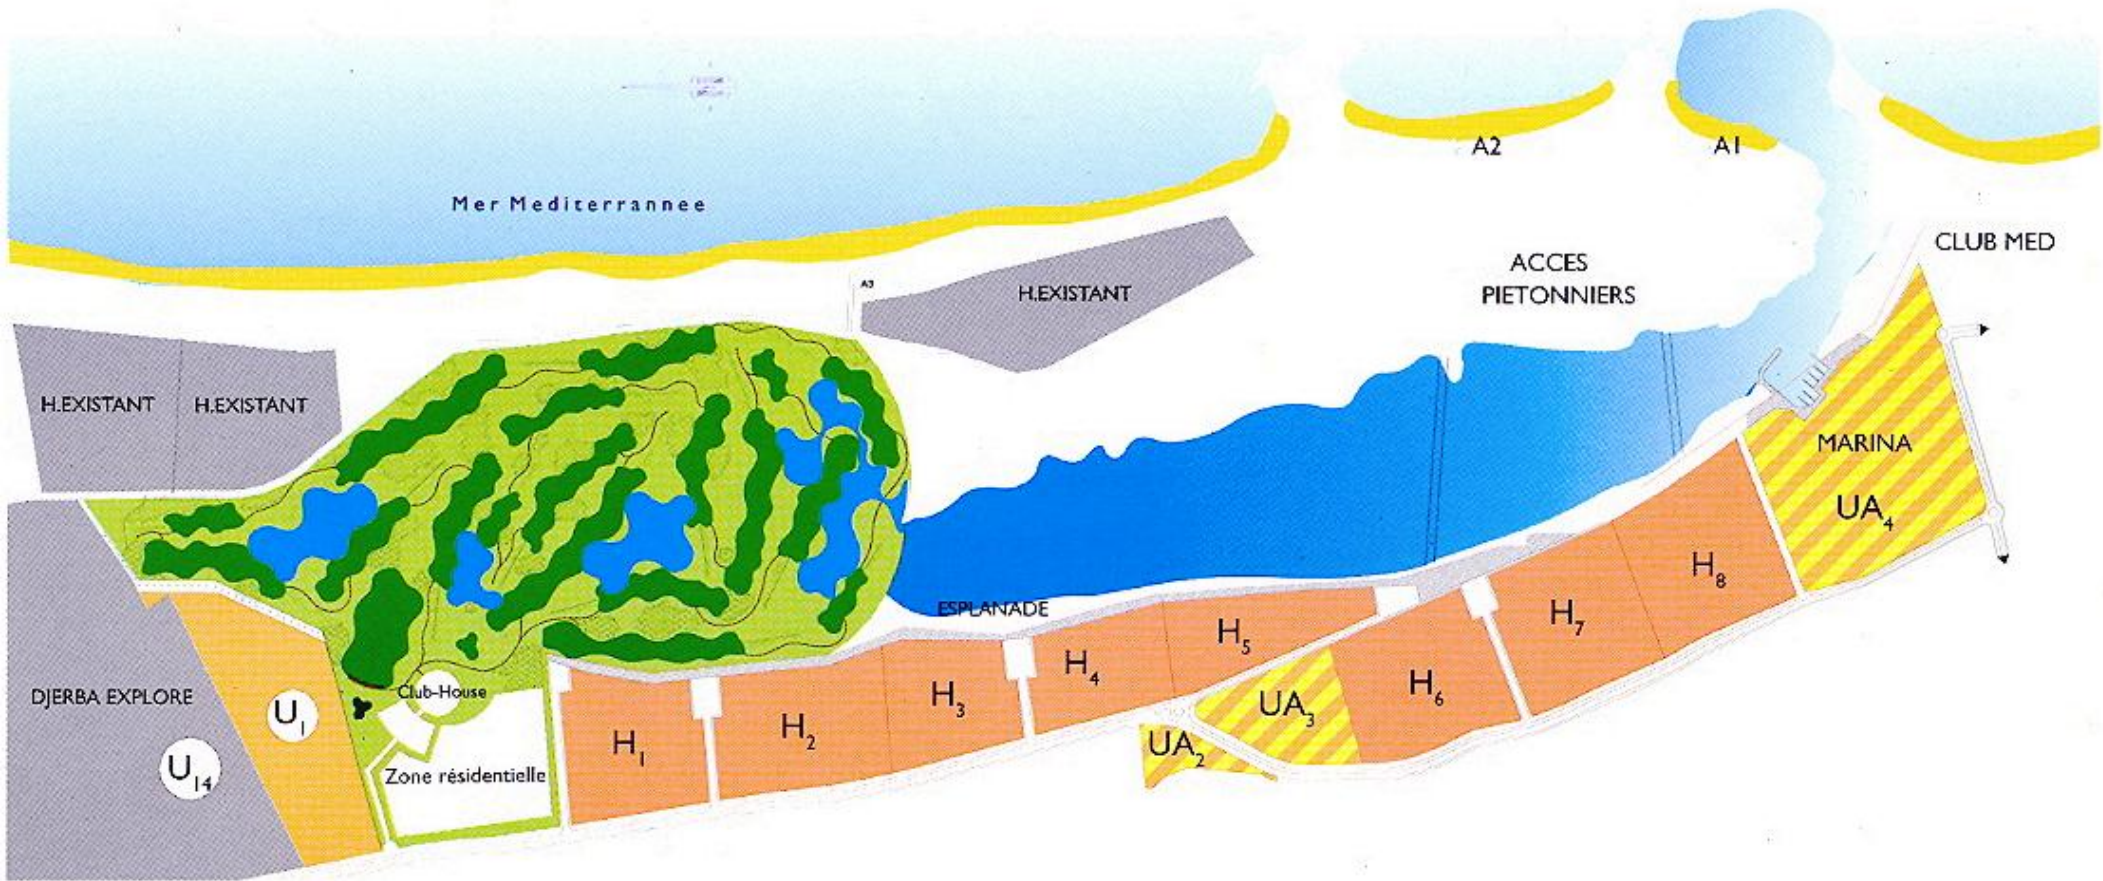 A2
A1
Mer Mediterrannee
CLUB MED
ACCES
PIETONNIERS
A3
H.EXISTANT
H.EXISTANT
H.EXISTANT
MARINA
UA4
ESPLANADE
H8
H7
H5
H4
H6
H3
H2
H1
UA3
UA2
DJERBA EXPLORE
U1
U14
Club-House
Zone résidentielle